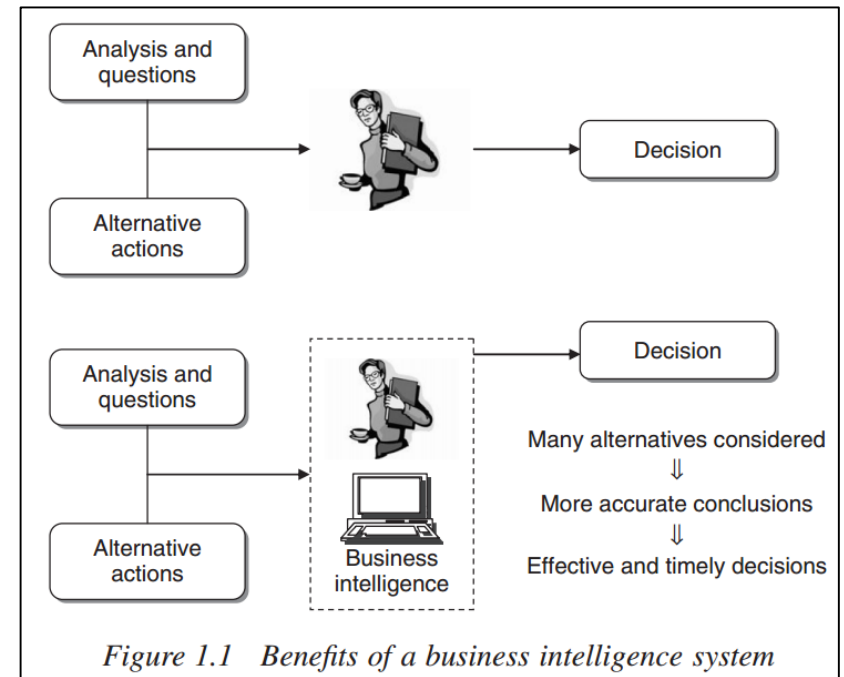 Analysis and
questions
Decision
Alternative
actions
Analysis and
questions
Decision
Many alternatives considered
⇓
More accurate conclusions
⇓
Effective and timely decisions
Alternative
actions
Business
intelligence
Figure 1.1 Benefits of a business intelligence system